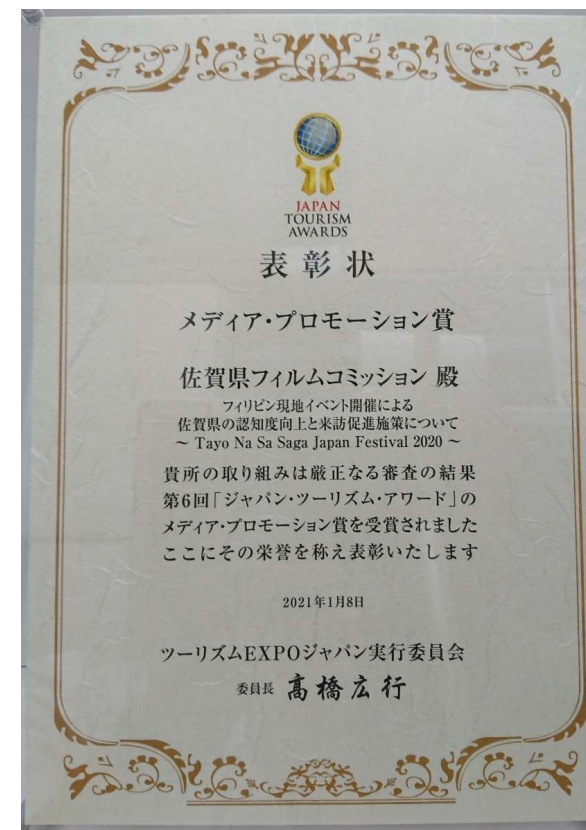 JAPAN
TOURISM
AWARDS
表彰状
メディア・プロモーション賞
佐賀県フィルムコミッション 殿
フィリピン現地イベント開催による
佐賀県の認知度向上と来訪促進施策について
～ Tayo Na Sa Saga Japan Festival 2020 ～
貴所の取り組みは厳正なる審査の結果
第6回「ジャパン・ツーリズム・アワード」の
メディア・プロモーション賞を受賞されました
ここにその栄誉を称え表彰いたします
2021年1月8日
ツーリズムEXPOジャパン実行委員会
委員長 髙橋広行